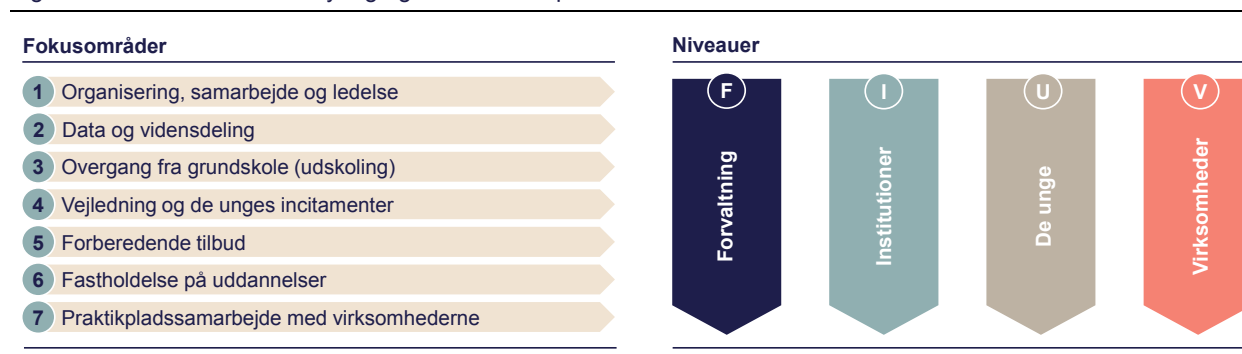 Fokusområder
1 Organisering, samarbejde og ledelse
2 Data og vidensdeling
3 Overgang fra grundskole (udskoling)
4 Vejledning og de unges incitamenter
5 Forberedende tilbud
6 Fastholdelse på uddannelser
7 Praktikpladssamarbejde med virksomhederne
Niveauer
F
Forvaltning
I
Institutioner
U
De unge
V
Virksomheder